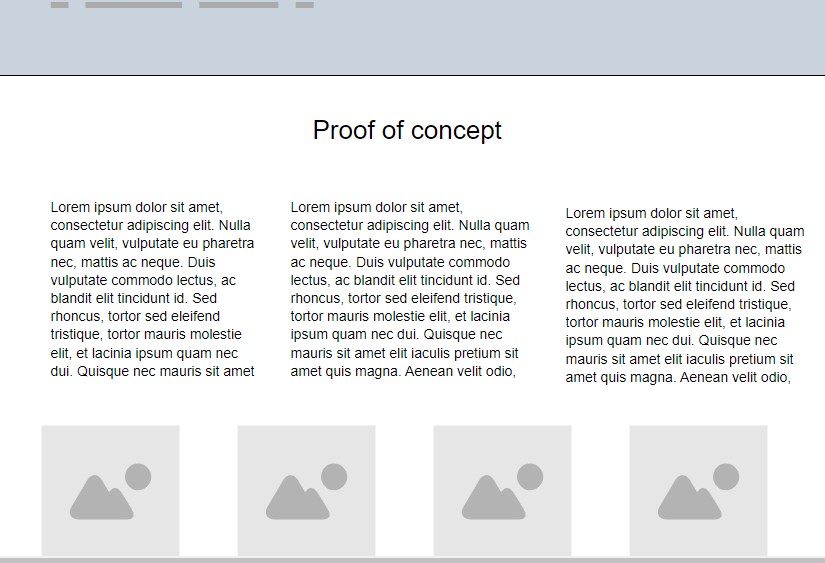 Proof of concept
Lorem ipsum dolor sit amet,
consectetur adipiscing elit. Nulla
quam velit, vulputate eu pharetra
nec, mattis ac neque. Duis
vulputate commodo lectus, ac
blandit elit tincidunt id. Sed
rhoncus, tortor sed eleifend
tristique, tortor mauris molestie
elit, et lacinia ipsum quam nec
dui. Quisque nec mauris sit amet
Lorem ipsum dolor sit amet,
consectetur adipiscing elit. Nulla quam
velit, vulputate eu pharetra nec, mattis
ac neque. Duis vulputate commodo
lectus, ac blandit elit tincidunt id. Sed
rhoncus, tortor sed eleifend tristique,
tortor mauris molestie elit, et lacinia
ipsum quam nec dui. Quisque nec
mauris sit amet elit iaculis pretium sit
amet quis magna. Aenean velit odio,
Lorem ipsum dolor sit amet,
consectetur adipiscing elit. Nulla quam
velit, vulputate eu pharetra nec, mattis
ac neque. Duis vulputate commodo
lectus, ac blandit elit tincidunt id. Sed
rhoncus, tortor sed eleifend tristique,
tortor mauris molestie elit, et lacinia
ipsum quam nec dui. Quisque nec
mauris sit amet elit iaculis pretium sit
amet quis magna. Aenean velit odio,